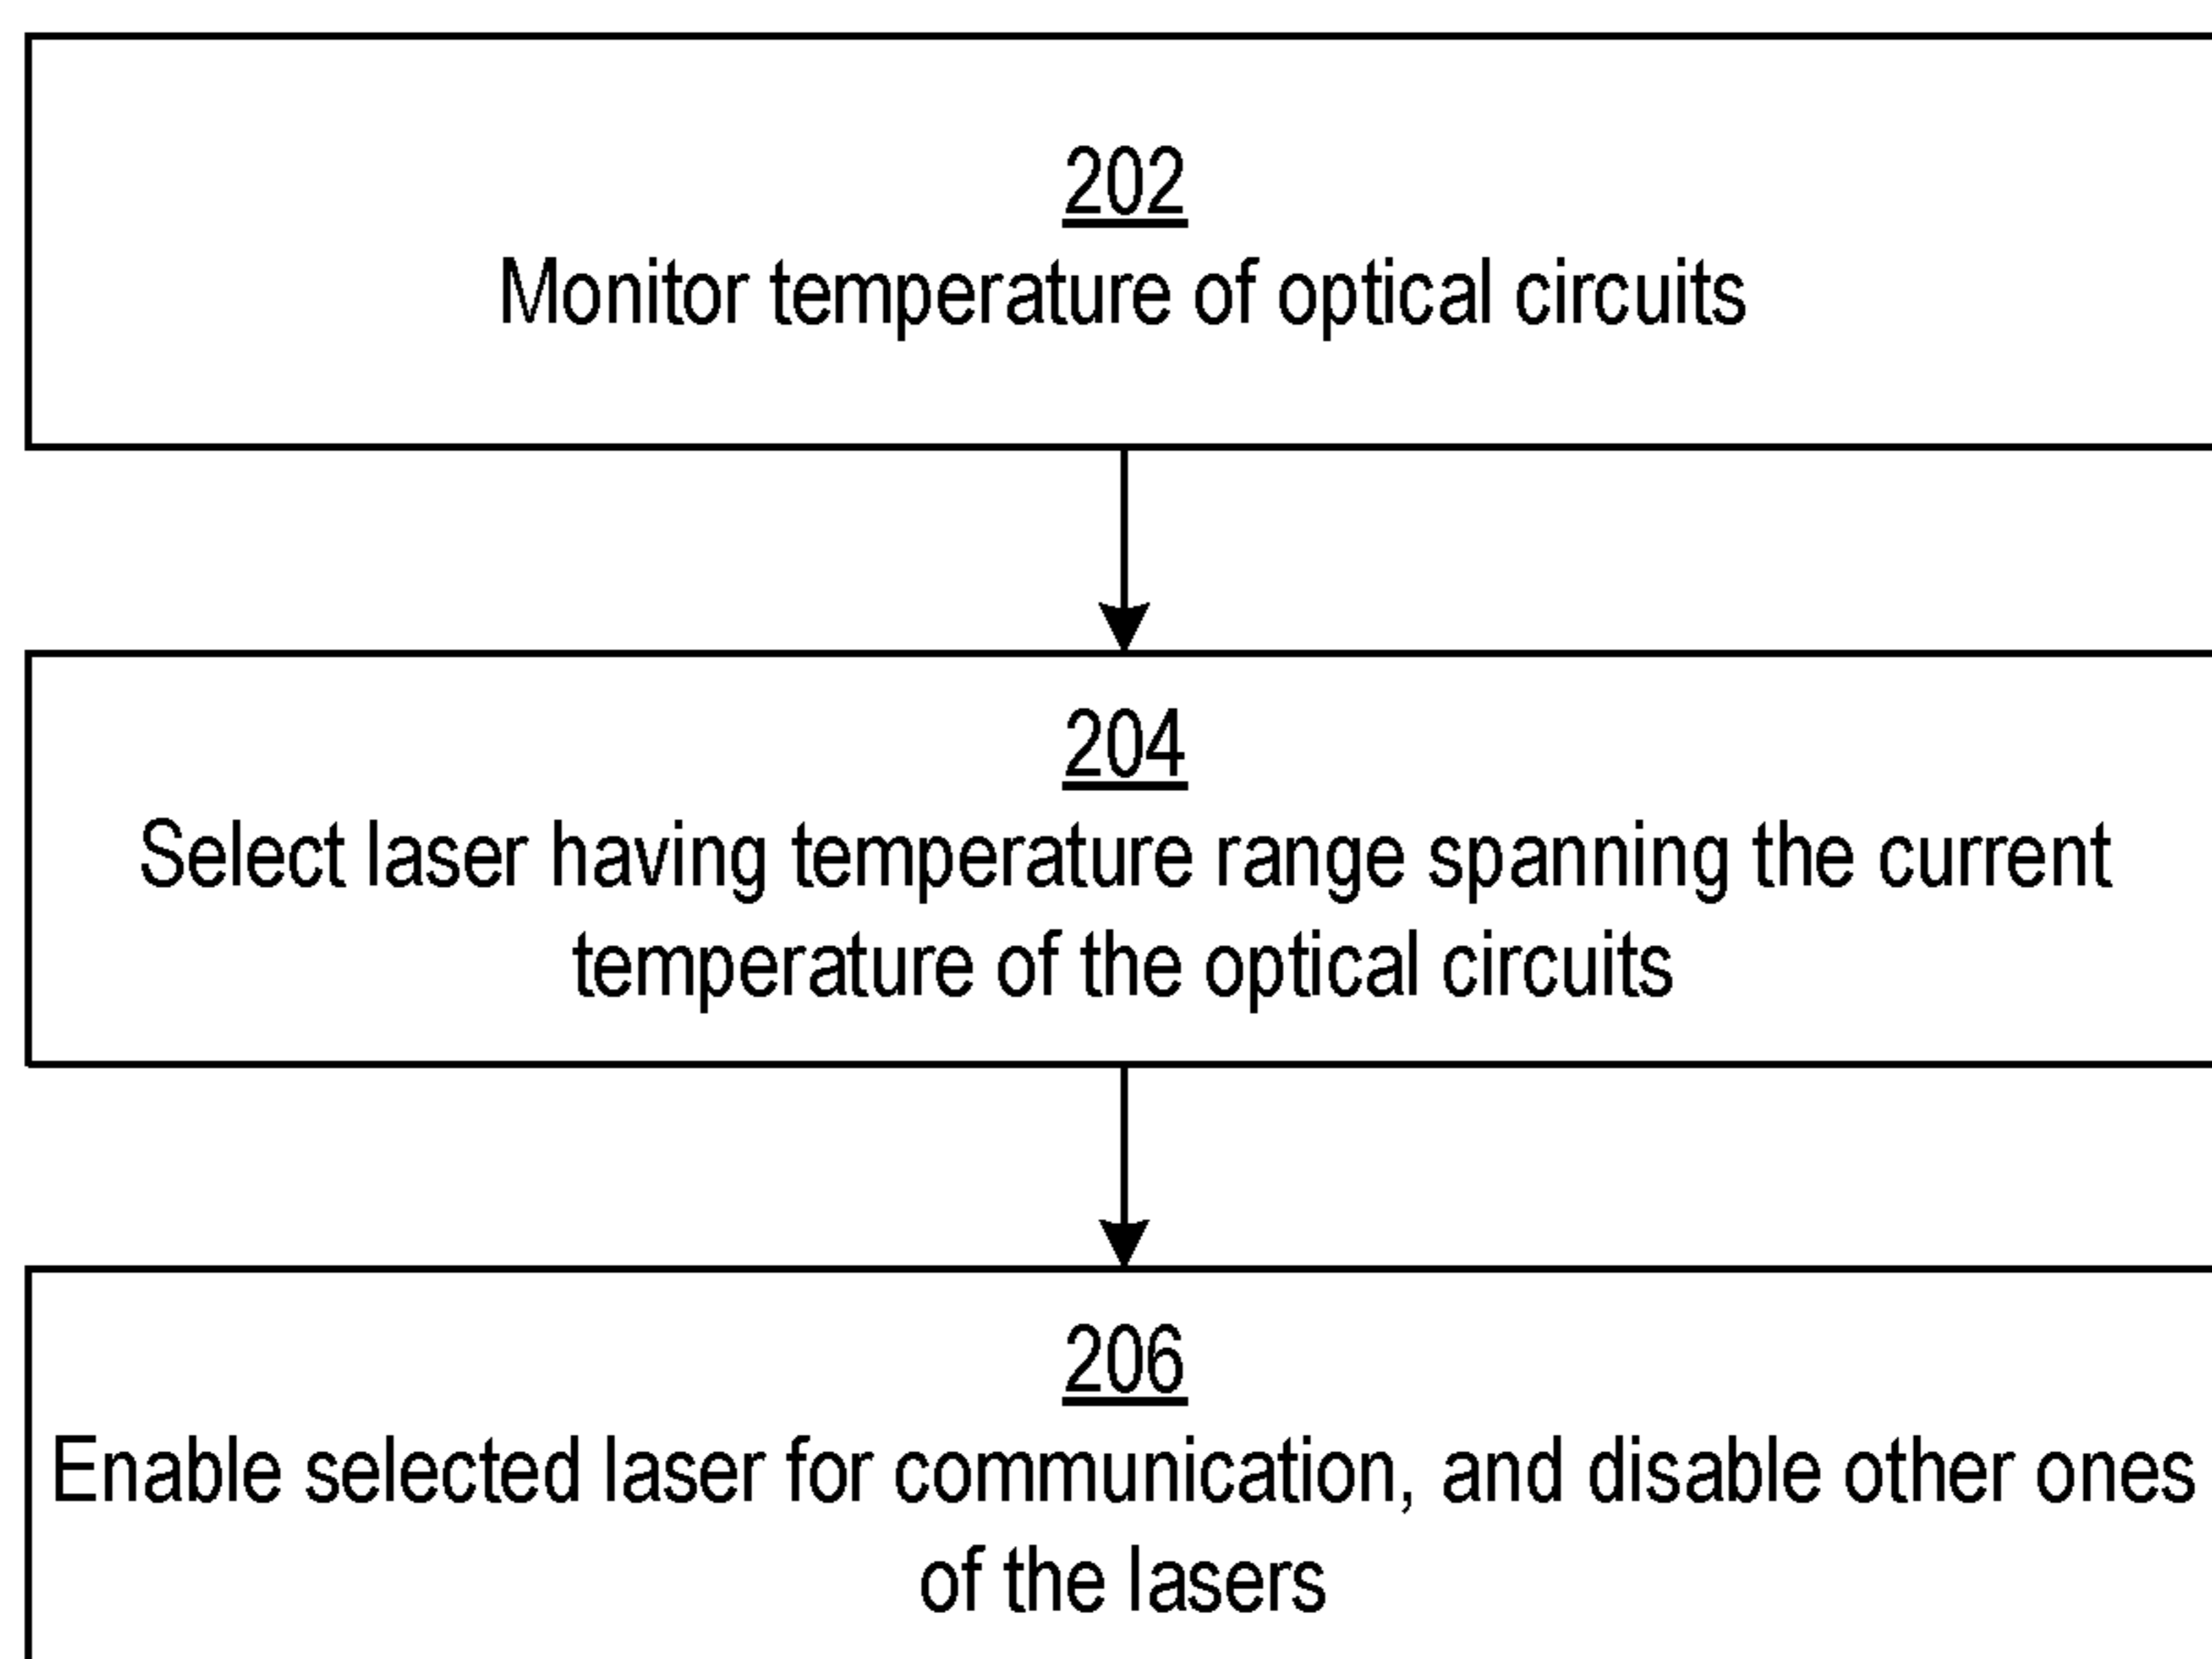 202
Monitor temperature of optical circuits
204
Select laser having temperature range spanning the current
temperature of the optical circuits
206
Enable selected laser for communication, and disable other ones
of the lasers